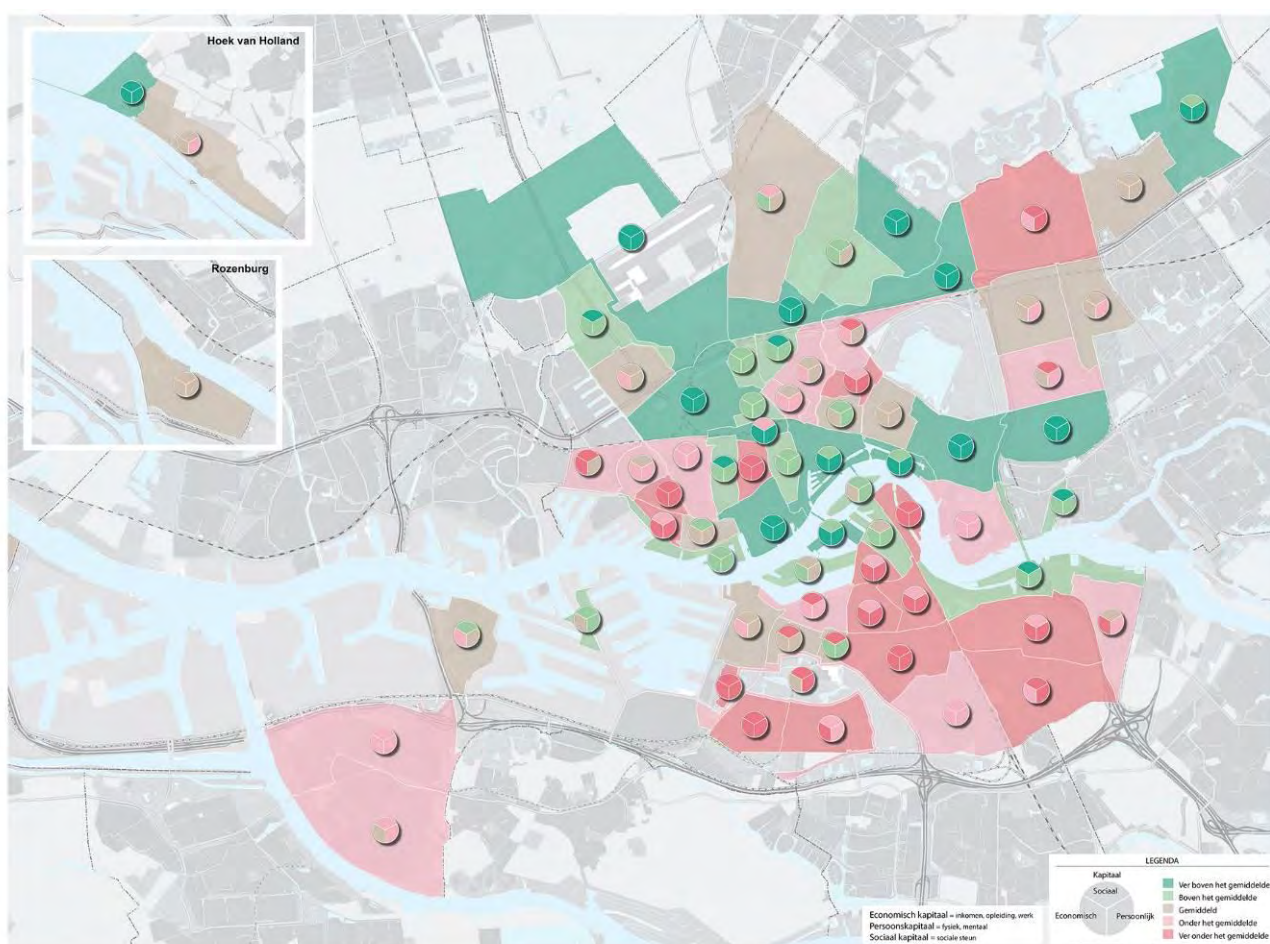 Hoek van Holland
Rozenburg
Economisch kapitaal = inkomen, opleiding, werk
Persoonskapitaal = fysiek, mentaal
Sociaal kapitaal = sociale steun
LEGENDA
Kapitaal
Sociaal
Economisch
Persoonlijk
Ver boven het gemiddelde
Boven het gemiddelde
Gemiddeld
Onder het gemiddelde
Ver onder het gemiddelde